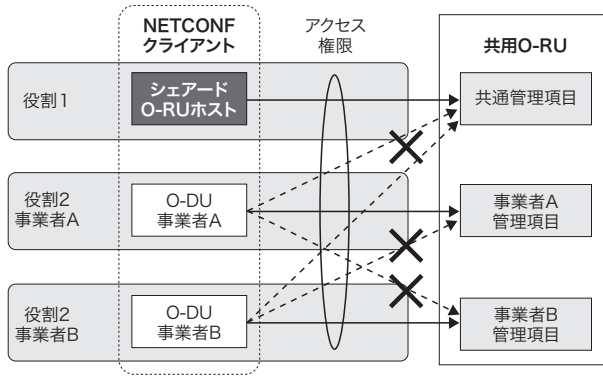 NETCONF
クライアント
アクセス
権限
共用O-RU
役割1
シェアード
O-RUホスト
共通管理項目
役割2
事業者A
O-DU
事業者A
事業者A
管理項目
役割2
事業者B
O-DU
事業者B
事業者B
管理項目